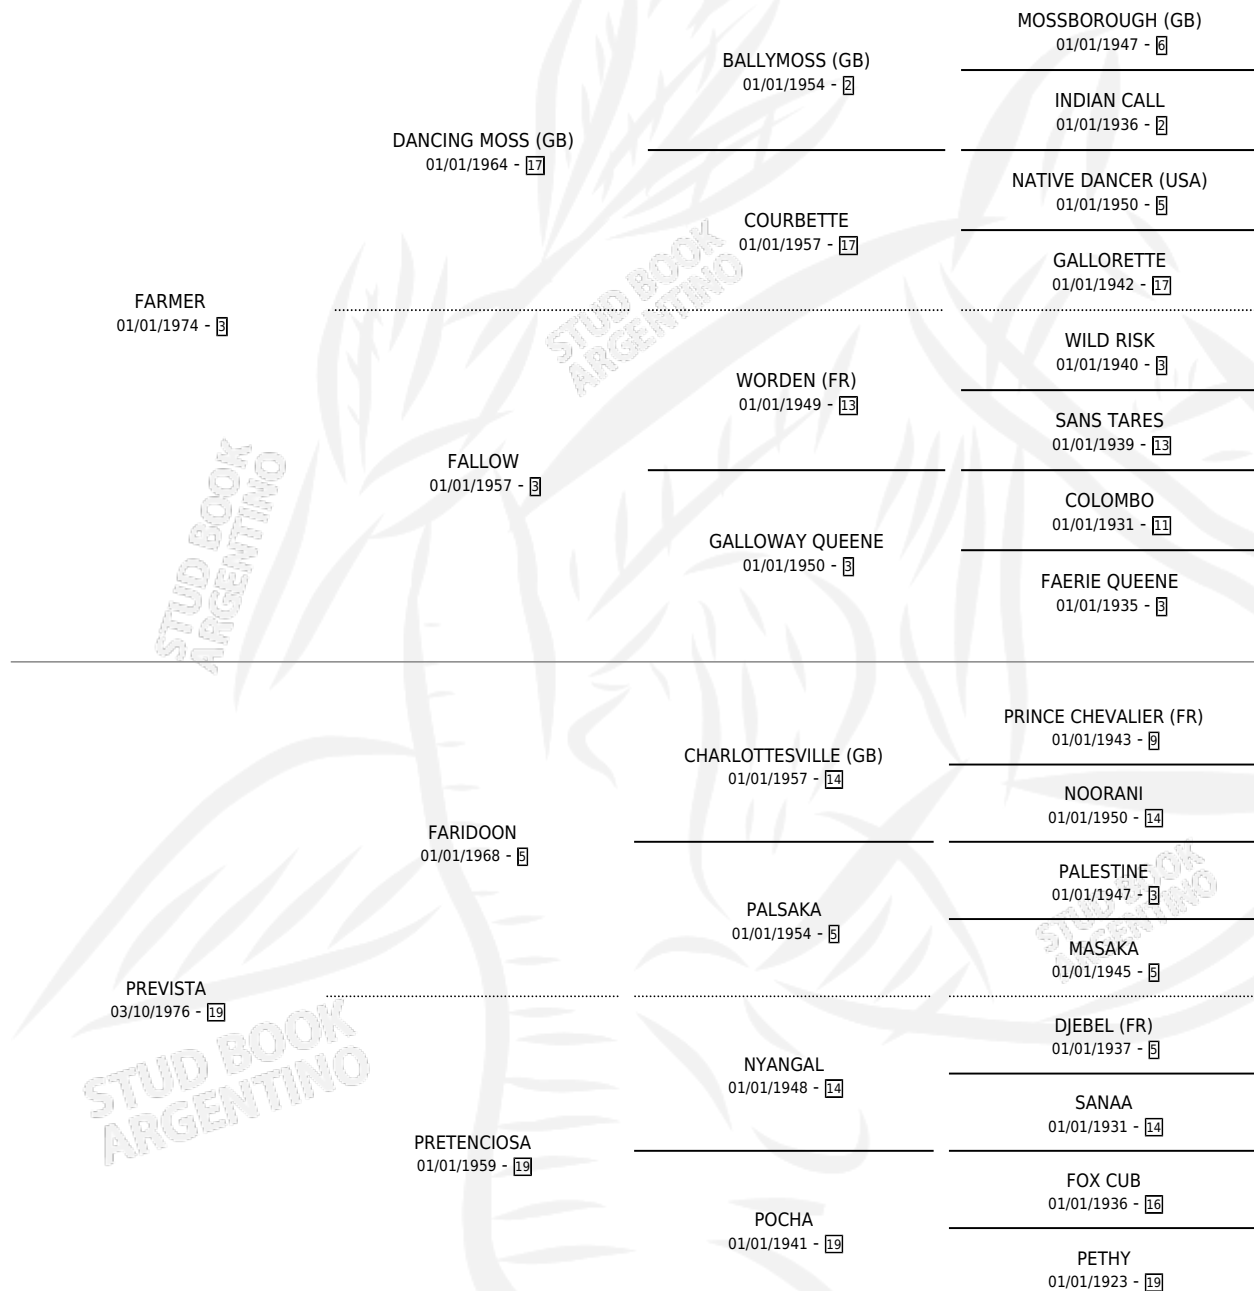 MOSSBOROUGH (GB)
01/01/1947 - 6
BALLYMOSS (GB)
01/01/1954 - 2
INDIAN CALL
01/01/1936 - 2
DANCING MOSS (GB)
01/01/1964 - 17
NATIVE DANCER (USA)
01/01/1950 - 5
COURBETTE
01/01/1957 - 17
GALLORETTE
01/01/1942 - 17
STUD BOOK
ARGENTINO
FARMER
01/01/1974 - 3
WILD RISK
01/01/1940 - 3
WORDEN (FR)
01/01/1949 - 13
SANS TARES
01/01/1939 - 13
FALLOW
01/01/1957 - 3
COLOMBO
01/01/1931 - 11
GALLOWAY QUEENE
01/01/1950 - 3
FAERIE QUEENE
01/01/1935 - 3
STUD BOOK
ARGENTINO
PRINCE CHEVALIER (FR)
01/01/1943 - 9
CHARLOTTESVILLE (GB)
01/01/1957 - 14
NOORANI
01/01/1950 - 14
FARIDOON
01/01/1968 - 5
PALESTINE
01/01/1947 - 3
PALSAKA
01/01/1954 - 5
MASAKA
01/01/1945 - 5
STUD BOOK
ARGENTINO
PREVISTA
03/10/1976 - 19
DJEBEL (FR)
01/01/1937 - 5
NYANGAL
01/01/1948 - 14
SANAA
01/01/1931 - 14
STUD BOOK
ARGENTINO
PRETENCIOSA
01/01/1959 - 19
FOX CUB
01/01/1936 - 16
POCHA
01/01/1941 - 19
PETHY
01/01/1923 - 19